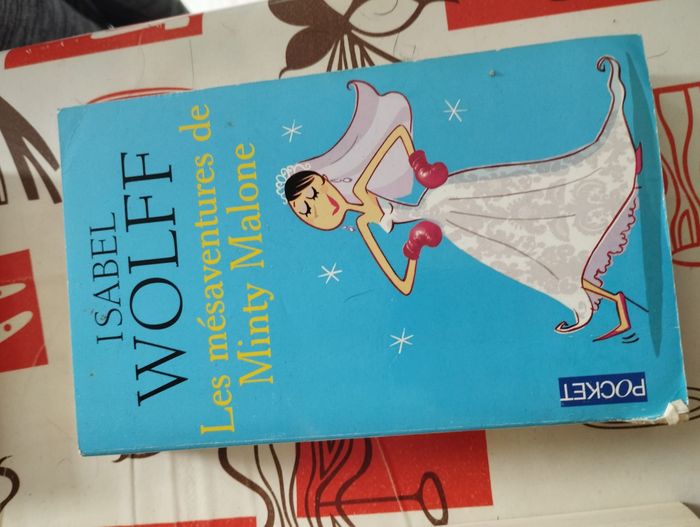 ISABEL
WOLFF
Les mésaventures de
Minty Malone
POCKET